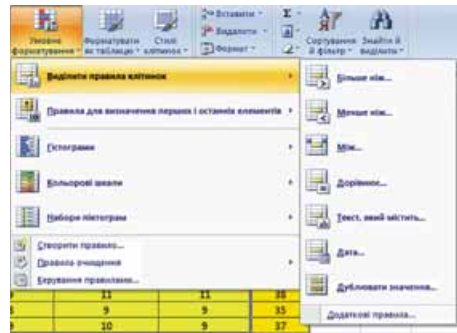 Вставити
Видалити
Формат
Σ
Умовне форматування
Форматувати як таблицю
Стилі клітинок
Сортування й фільтр
Знайти й виділити
Виділити правила клітинок
Правила для визначення перших і останніх елементів
Гістограми
Кольорові шкали
Набори піктограм
Створити правило...
Правила очищення
Керування правилами...
Більше ніж...
Менше ніж...
Між...
Дорівнює...
Текст, який містить...
Дата...
Дублювати значення...
Додаткові правила...
11 11 38
9 9 35
10 9 37